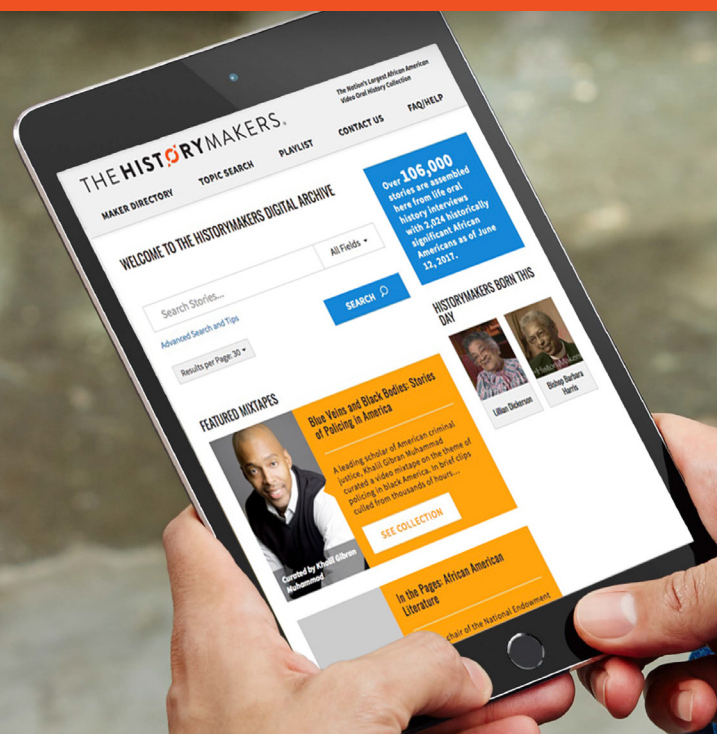 THE HISTORYMAKERS®
The Nation's Largest African American
Video Oral History Collection
MAKER DIRECTORY
TOPIC SEARCH
PLAYLIST
CONTACT US
FAQ/HELP
WELCOME TO THE HISTORYMAKERS DIGITAL ARCHIVE
Search Stories...
All Fields
SEARCH
Advanced Search and Tips
Results per Page: 30
Over 106,000
stories are assembled
here from life oral
history interviews
with 2,024 historically
significant African
Americans as of June
12, 2017.
HISTORYMAKERS BORN THIS
DAY
Lillian Dickerson
Bishop Barbara
Harris
FEATURED MIXTAPES
Curated by Khalil Gibran
Muhammad
Blue Veins and Black Bodies: Stories
of Policing in America
A leading scholar of American criminal
justice, Khalil Gibran Muhammad
curated a video mixtape on the theme of
policing in black America. In brief clips
culled from thousands of hours...
SEE COLLECTION
In the Pages: African American
Literature
chair of the National Endowment